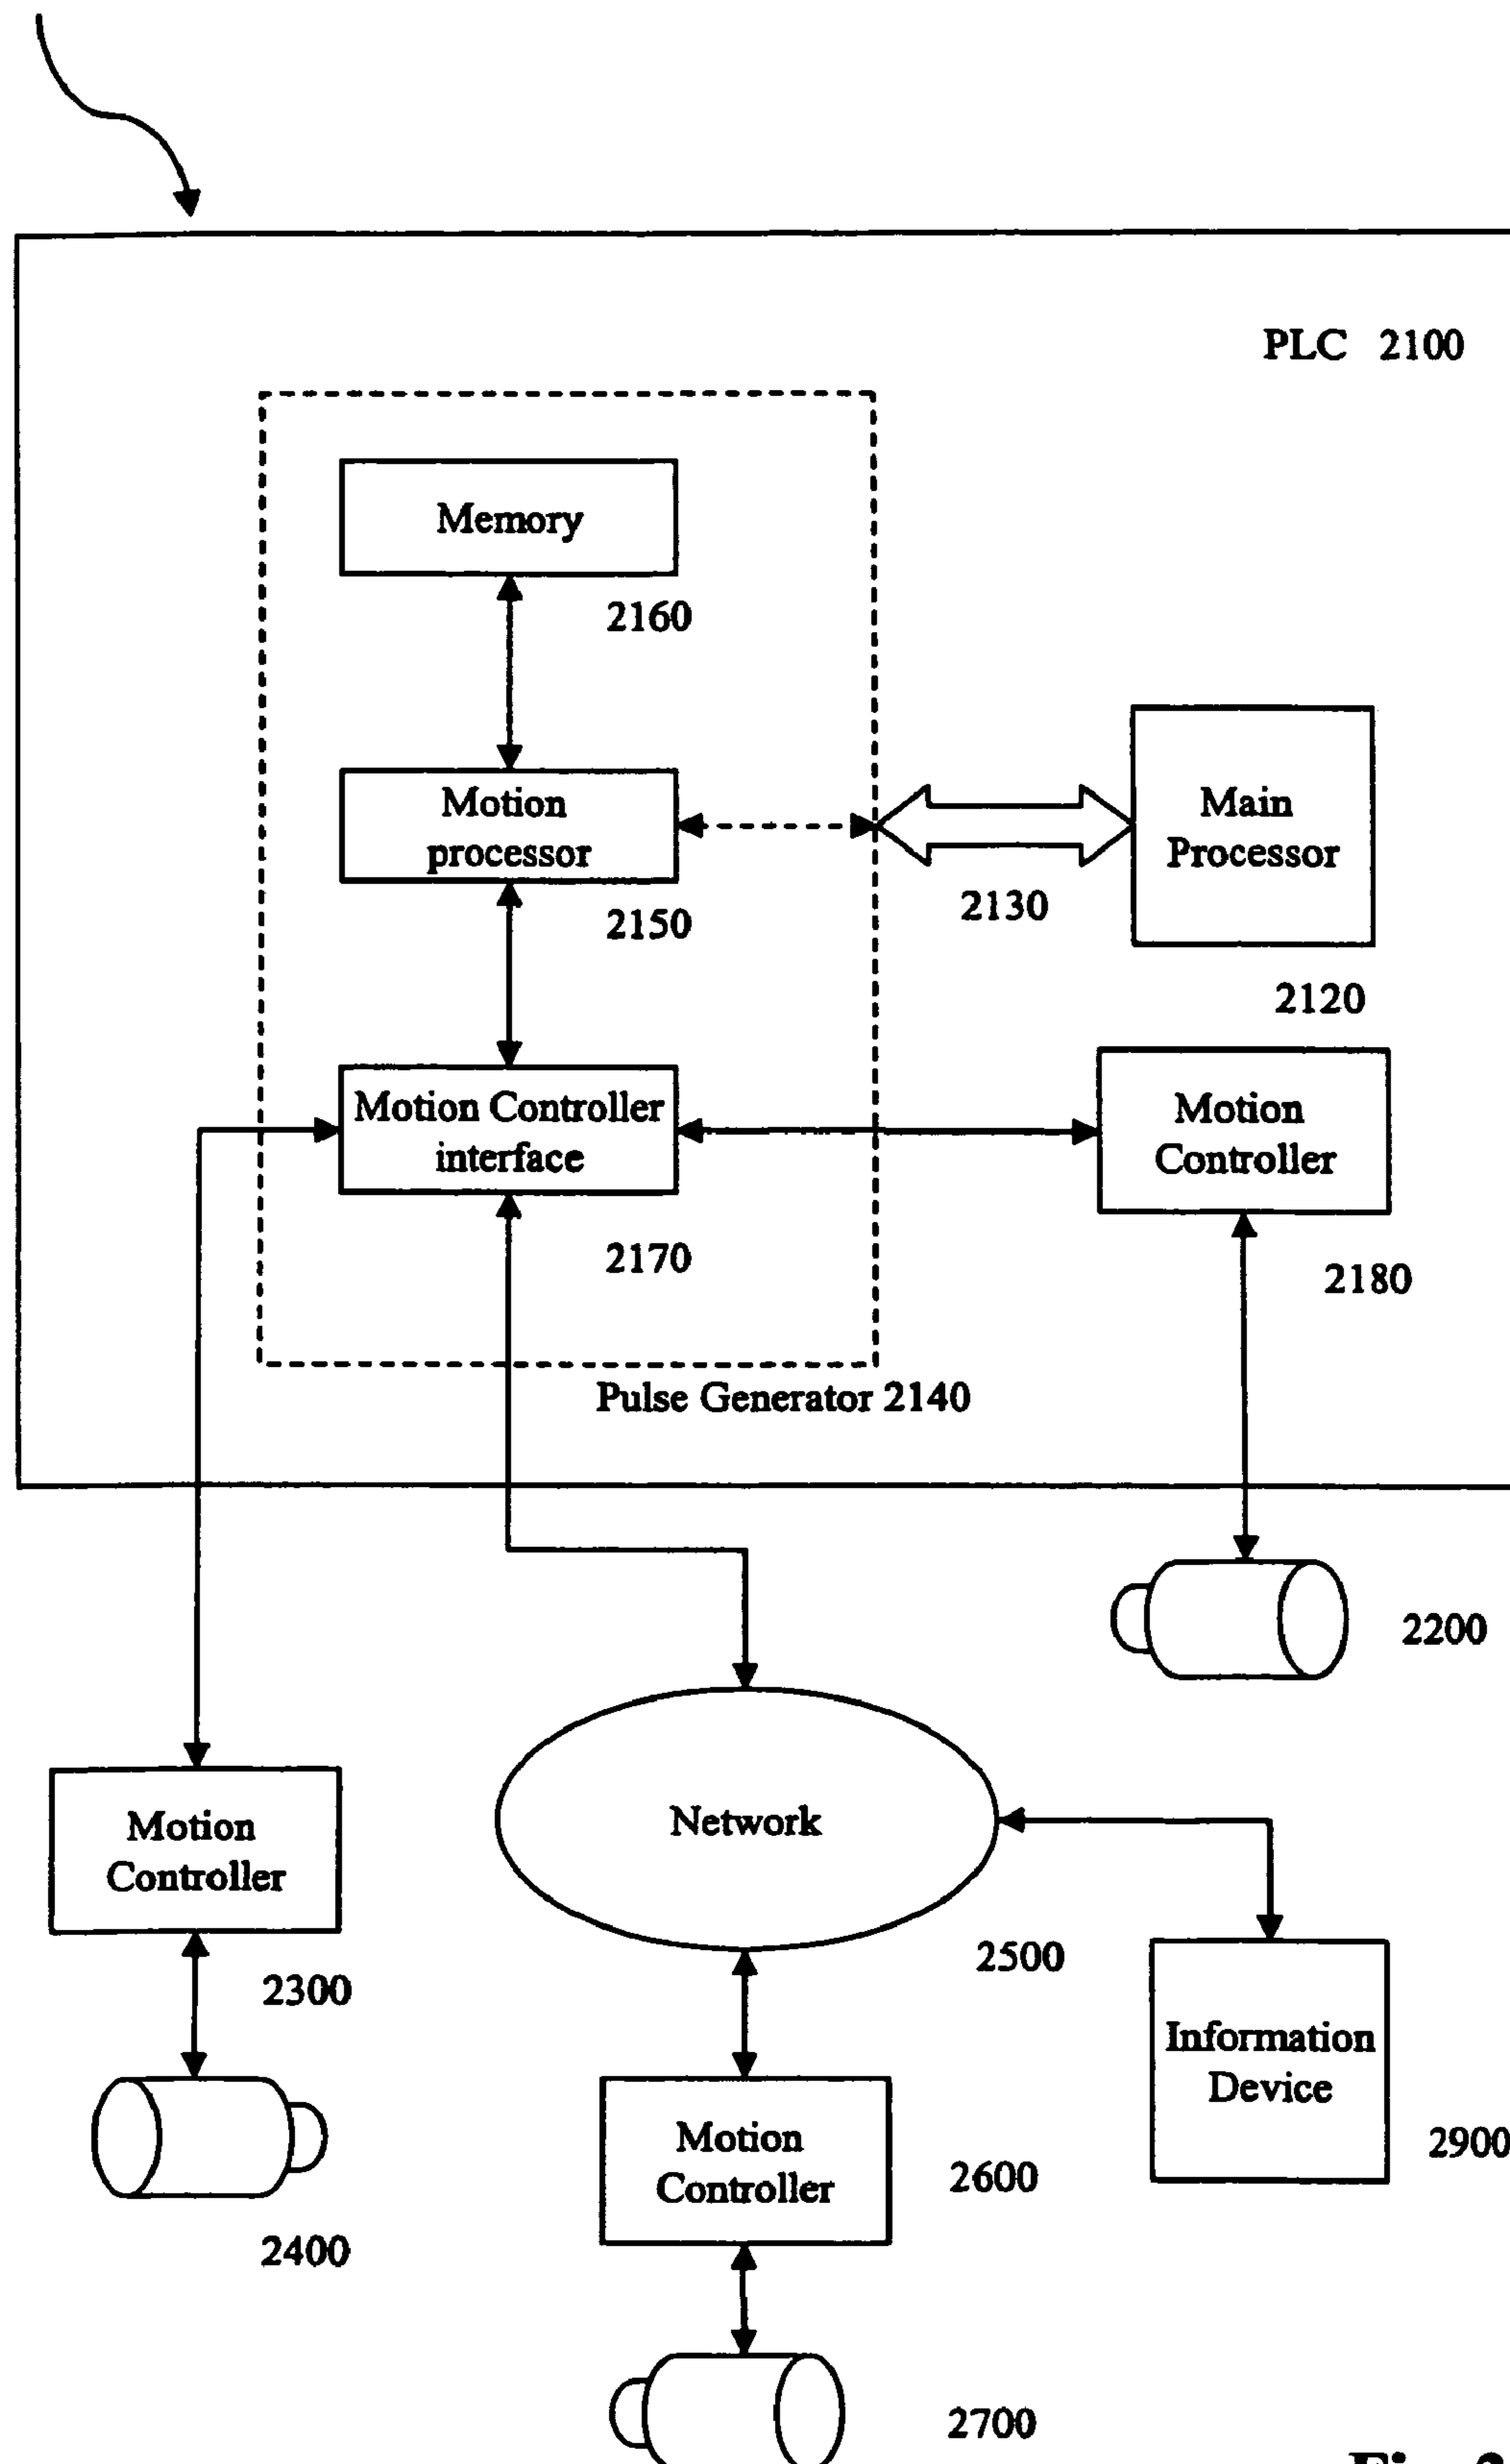 PLC 2100
Memory
2160
Motion
processor
2150
Main
Processor
2130
2120
Motion Controller
interface
2170
Motion
Controller
2180
Pulse Generator 2140
2200
Network
2500
Motion
Controller
2300
2400
Information
Device
2900
Motion
Controller
2600
2700